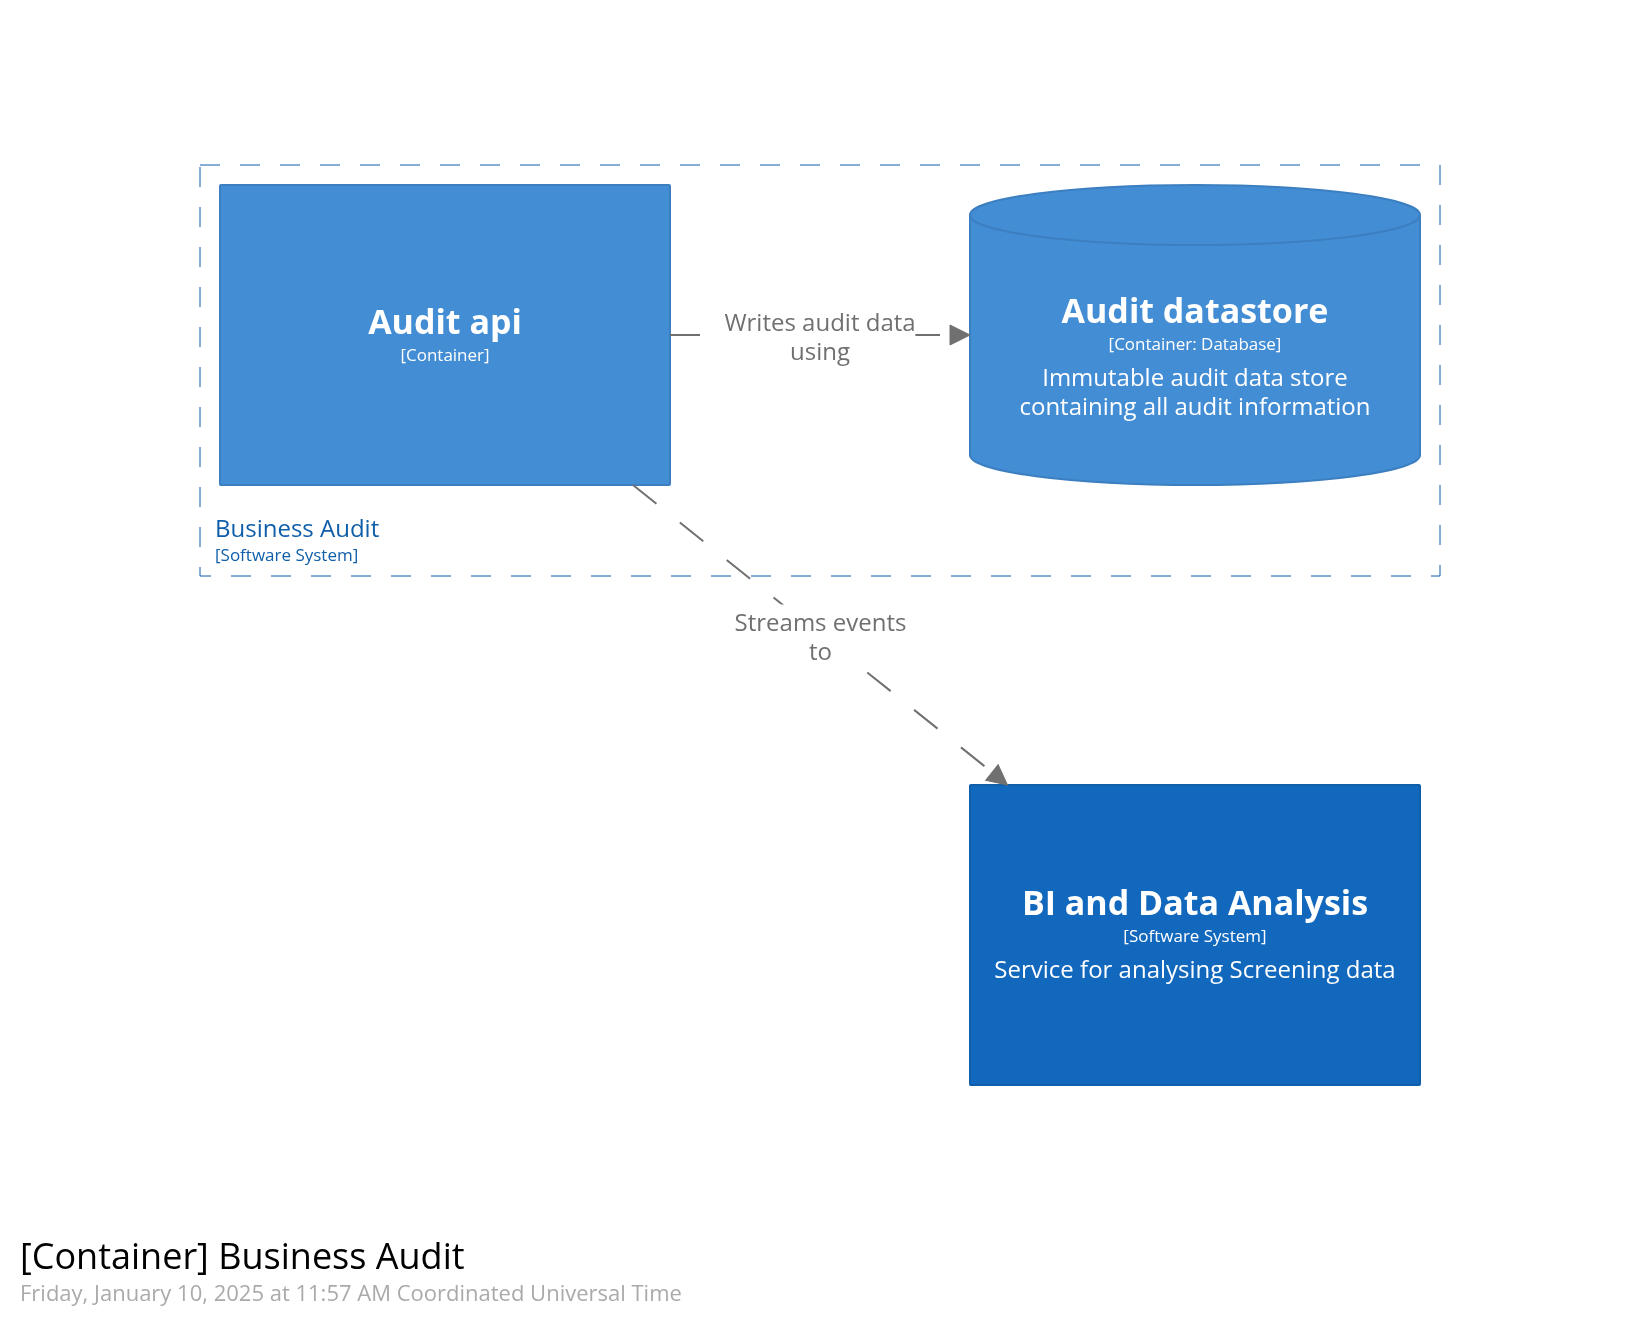 Audit api
[Container]
Writes audit data
using
Audit datastore
[Container: Database]
Immutable audit data store
containing all audit information
Business Audit
[Software System]
Streams events
to
BI and Data Analysis
[Software System]
Service for analysing Screening data
[Container] Business Audit
Friday, January 10, 2025 at 11:57 AM Coordinated Universal Time